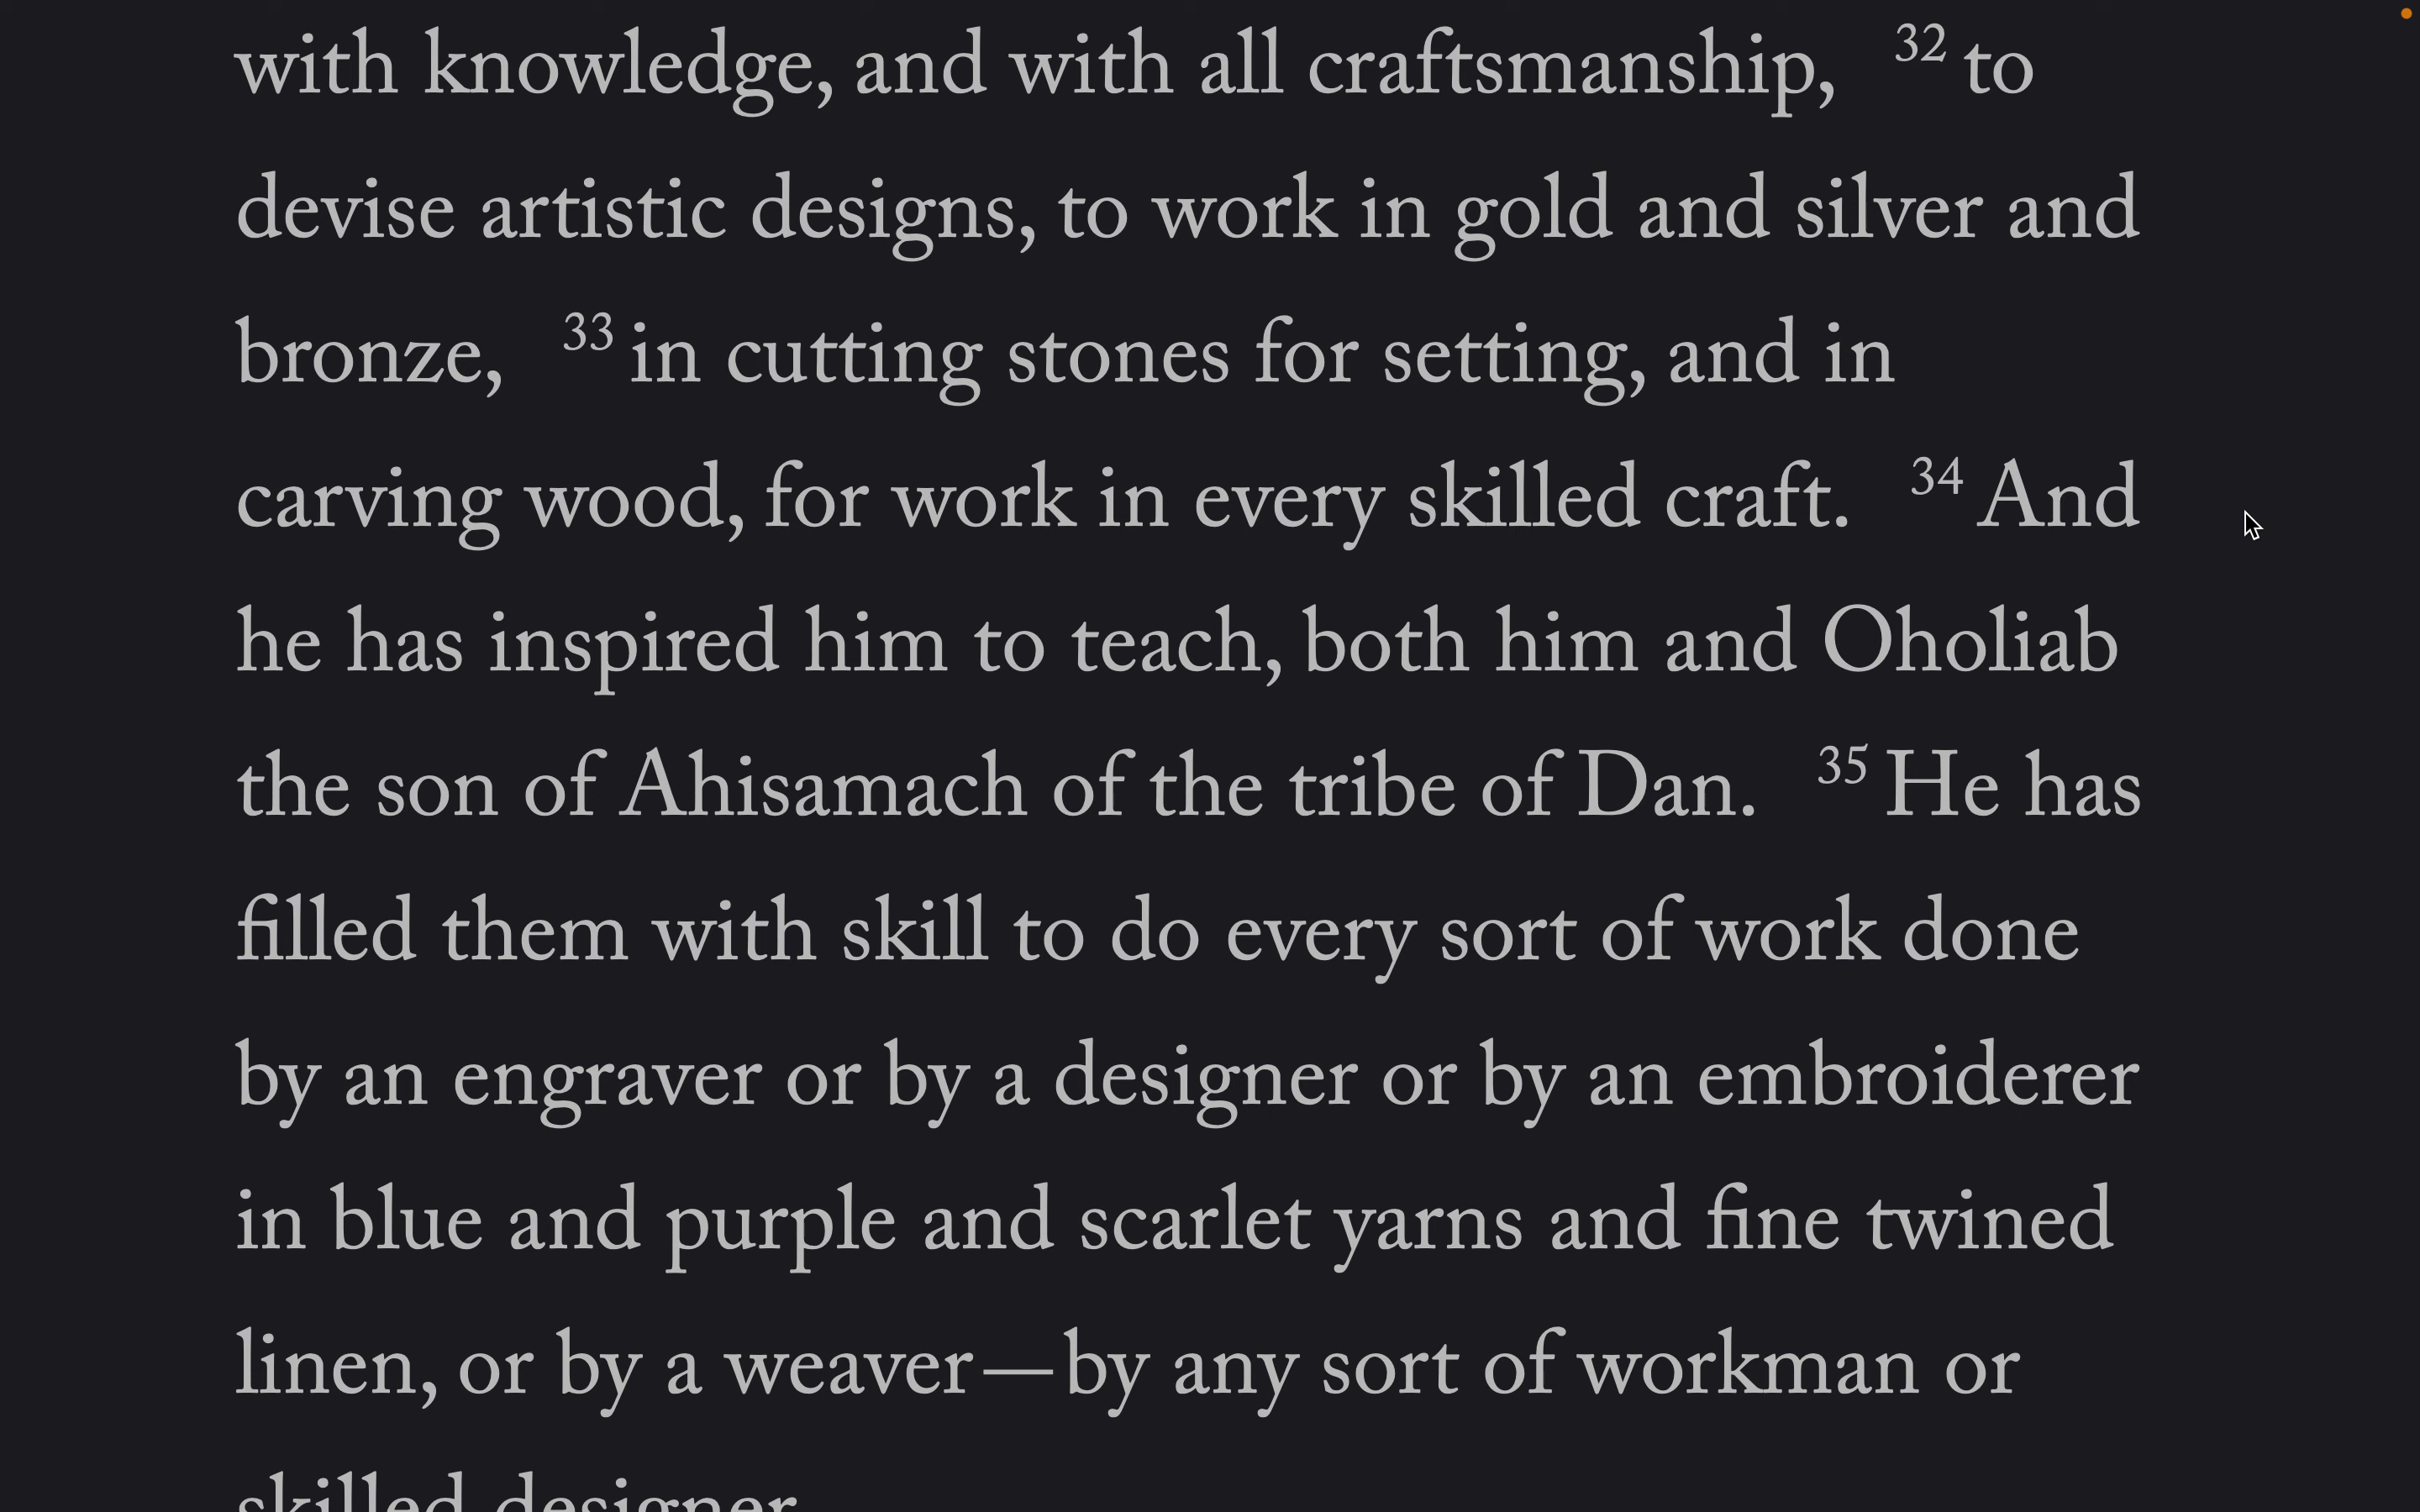 with knowledge, and with all craftsmanship, 32 to
devise artistic designs, to work in gold and silver and
bronze, 33 in cutting stones for setting, and in
carving wood, for work in every skilled craft. 34 And
he has inspired him to teach, both him and Oholiab
the son of Ahisamach of the tribe of Dan. 35 He has
filled them with skill to do every sort of work done
by an engraver or by a designer or by an embroiderer
in blue and purple and scarlet yarns and fine twined
linen, or by a weaver—by any sort of workman or
skilled designer